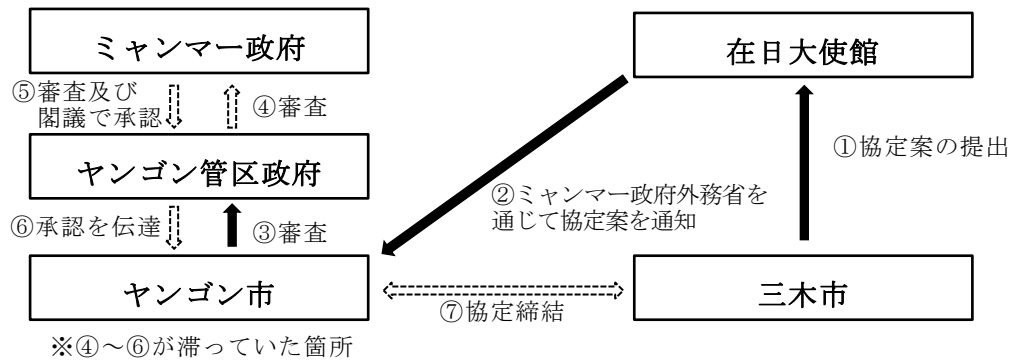 ミャンマー政府
在日大使館
⑤審査及び
閣議で承認
④審査
①協定案の提出
ヤンゴン管区政府
②ミャンマー政府外務省を
通じて協定案を通知
⑥承認を伝達
③審査
ヤンゴン市
三木市
⑦協定締結
※④～⑥が滞っていた箇所